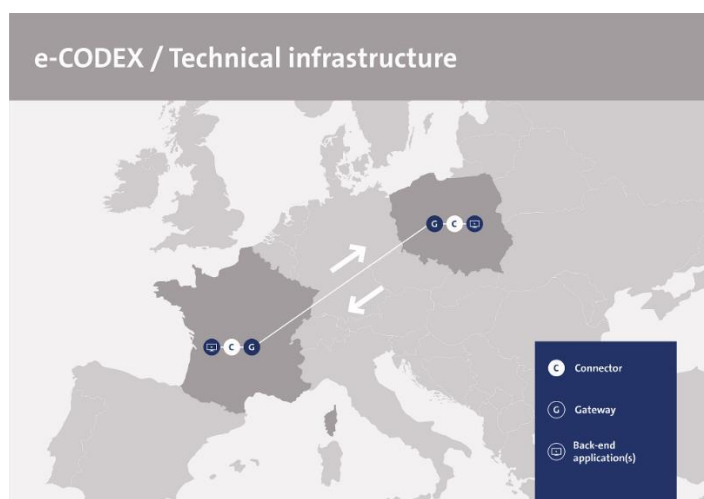 e-CODEX / Technical infrastructure
G C
C G
C Connector
G Gateway
Back-end
application(s)